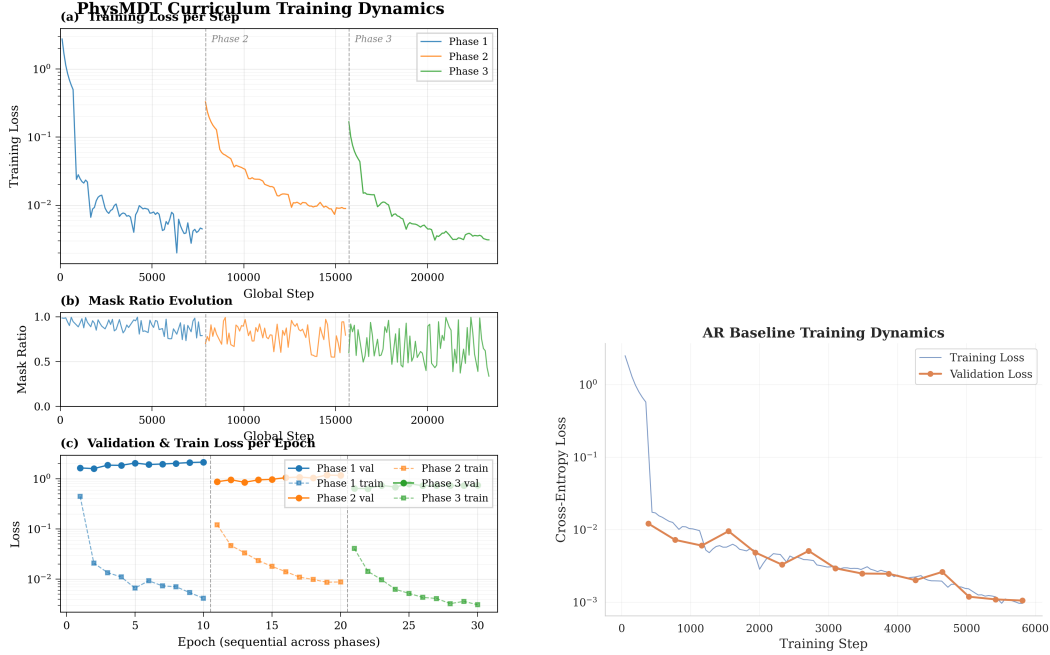 PhysMDT Curriculum Training Dynamics
(a) Training Loss per Step
Phase 2
Phase 3
Phase 1
Phase 2
Phase 3
Training Loss
10⁰
10⁻¹
10⁻²
0 5000 10000 15000 20000
Global Step
(b) Mask Ratio Evolution
Mask Ratio
1.0
0.5
0.0
0 5000 10000 15000 20000
Global Step
(c) Validation & Train Loss per Epoch
Phase 1 val
Phase 1 train
Phase 2 val
Phase 2 train
Phase 3 val
Phase 3 train
Loss
10⁰
10⁻¹
10⁻²
0 5 10 15 20 25 30
Epoch (sequential across phases)
AR Baseline Training Dynamics
Training Loss
Validation Loss
Cross-Entropy Loss
10⁰
10⁻¹
10⁻²
10⁻³
0 1000 2000 3000 4000 5000 6000
Training Step